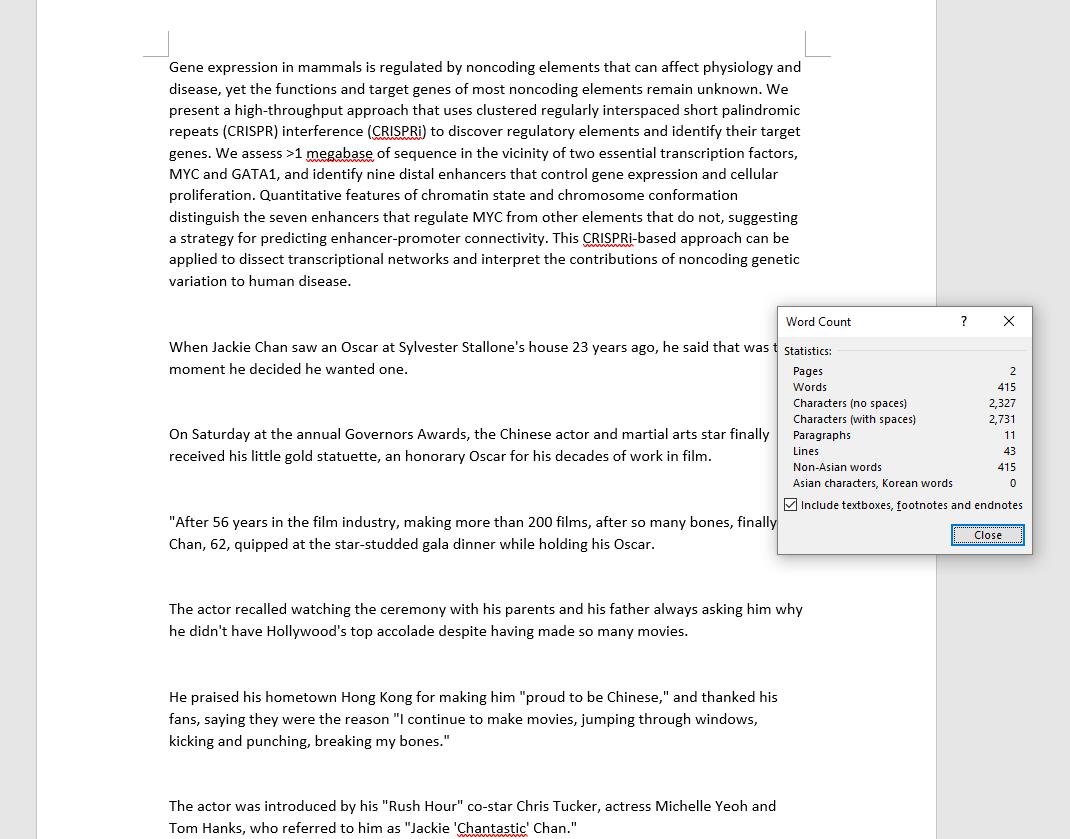 Gene expression in mammals is regulated by noncoding elements that can affect physiology and
disease, yet the functions and target genes of most noncoding elements remain unknown. We
present a high-throughput approach that uses clustered regularly interspaced short palindromic
repeats (CRISPR) interference (CRISPRi) to discover regulatory elements and identify their target
genes. We assess >1 megabase of sequence in the vicinity of two essential transcription factors,
MYC and GATA1, and identify nine distal enhancers that control gene expression and cellular
proliferation. Quantitative features of chromatin state and chromosome conformation
distinguish the seven enhancers that regulate MYC from other elements that do not, suggesting
a strategy for predicting enhancer-promoter connectivity. This CRISPRi-based approach can be
applied to dissect transcriptional networks and interpret the contributions of noncoding genetic
variation to human disease.
When Jackie Chan saw an Oscar at Sylvester Stallone's house 23 years ago, he said that was t
moment he decided he wanted one.
On Saturday at the annual Governors Awards, the Chinese actor and martial arts star finally
received his little gold statuette, an honorary Oscar for his decades of work in film.
"After 56 years in the film industry, making more than 200 films, after so many bones, finally
Chan, 62, quipped at the star-studded gala dinner while holding his Oscar.
The actor recalled watching the ceremony with his parents and his father always asking him why
he didn't have Hollywood's top accolade despite having made so many movies.
He praised his hometown Hong Kong for making him "proud to be Chinese," and thanked his
fans, saying they were the reason "I continue to make movies, jumping through windows,
kicking and punching, breaking my bones."
The actor was introduced by his "Rush Hour" co-star Chris Tucker, actress Michelle Yeoh and
Tom Hanks, who referred to him as "Jackie 'Chantastic' Chan."
Word Count ?
Statistics:
Pages 2
Words 415
Characters (no spaces) 2,327
Characters (with spaces) 2,731
Paragraphs 11
Lines 43
Non-Asian words 415
Asian characters, Korean words 0
Include textboxes, footnotes and endnotes
Close